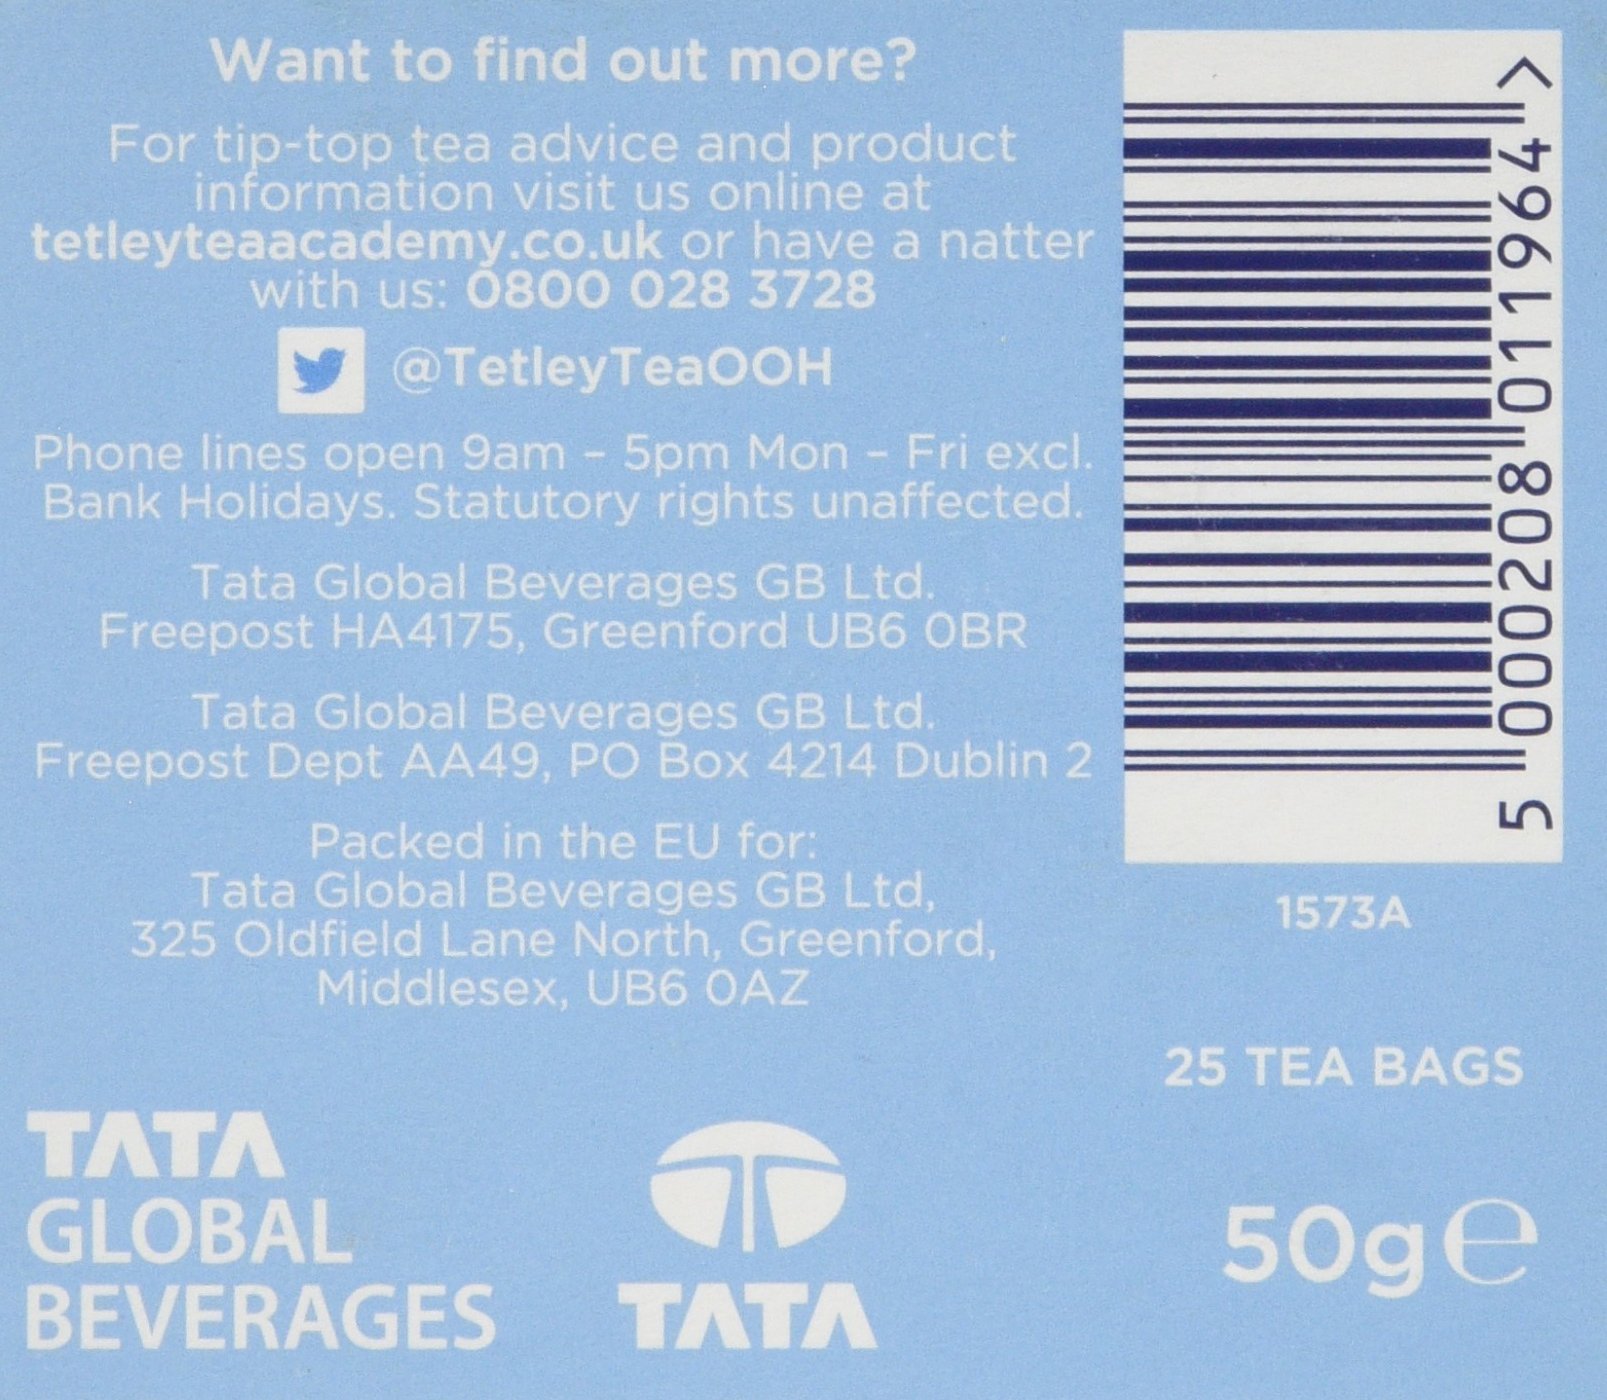 Want to find out more?
For tip-top tea advice and product
information visit us online at
tetleyteaacademy.co.uk or have a natter
with us: 0800 028 3728
@TetleyTeaOOH
Phone lines open 9am – 5pm Mon – Fri excl.
Bank Holidays. Statutory rights unaffected.
Tata Global Beverages GB Ltd.
Freepost HA4175, Greenford UB6 0BR
Tata Global Beverages GB Ltd.
Freepost Dept AA49, PO Box 4214 Dublin 2
Packed in the EU for:
Tata Global Beverages GB Ltd,
325 Oldfield Lane North, Greenford,
Middlesex, UB6 0AZ
TATA
GLOBAL
BEVERAGES
TATA
5 000208 011964 >
1573A
25 TEA BAGS
50g℮